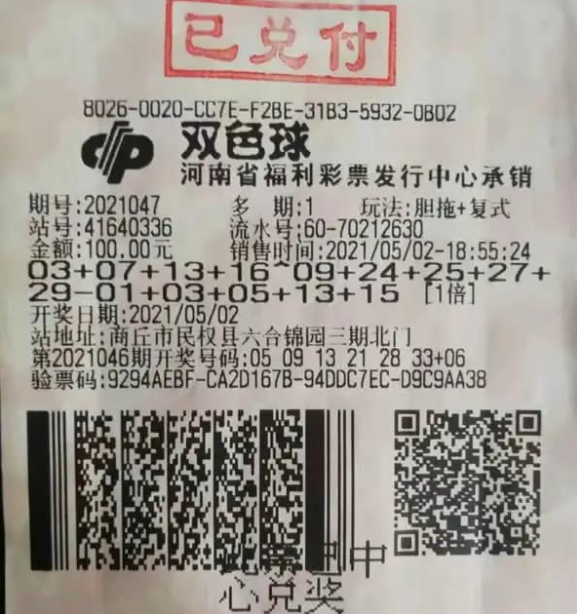 已兑付
8026-0020-CC7E-F2BE-31B3-5932-0B02
双色球
河南省福利彩票发行中心承销
期号:2021047 多 期:1 玩法:胆拖+复式
站号:41640336 流水号:60-70212630
金额:100.00元 销售时间:2021/05/02-18:55:24
03+07+13+16^09+24+25+27+
29-01+03+05+13+15 [1倍]
开奖日期:2021/05/02
站地址:商丘市民权县六合锦园三期北门
第2021046期开奖号码:05 09 13 21 28 33+06
验票码:9294AEBF-CA2D167B-94DDC7EC-D9C9AA38
中
心兑奖